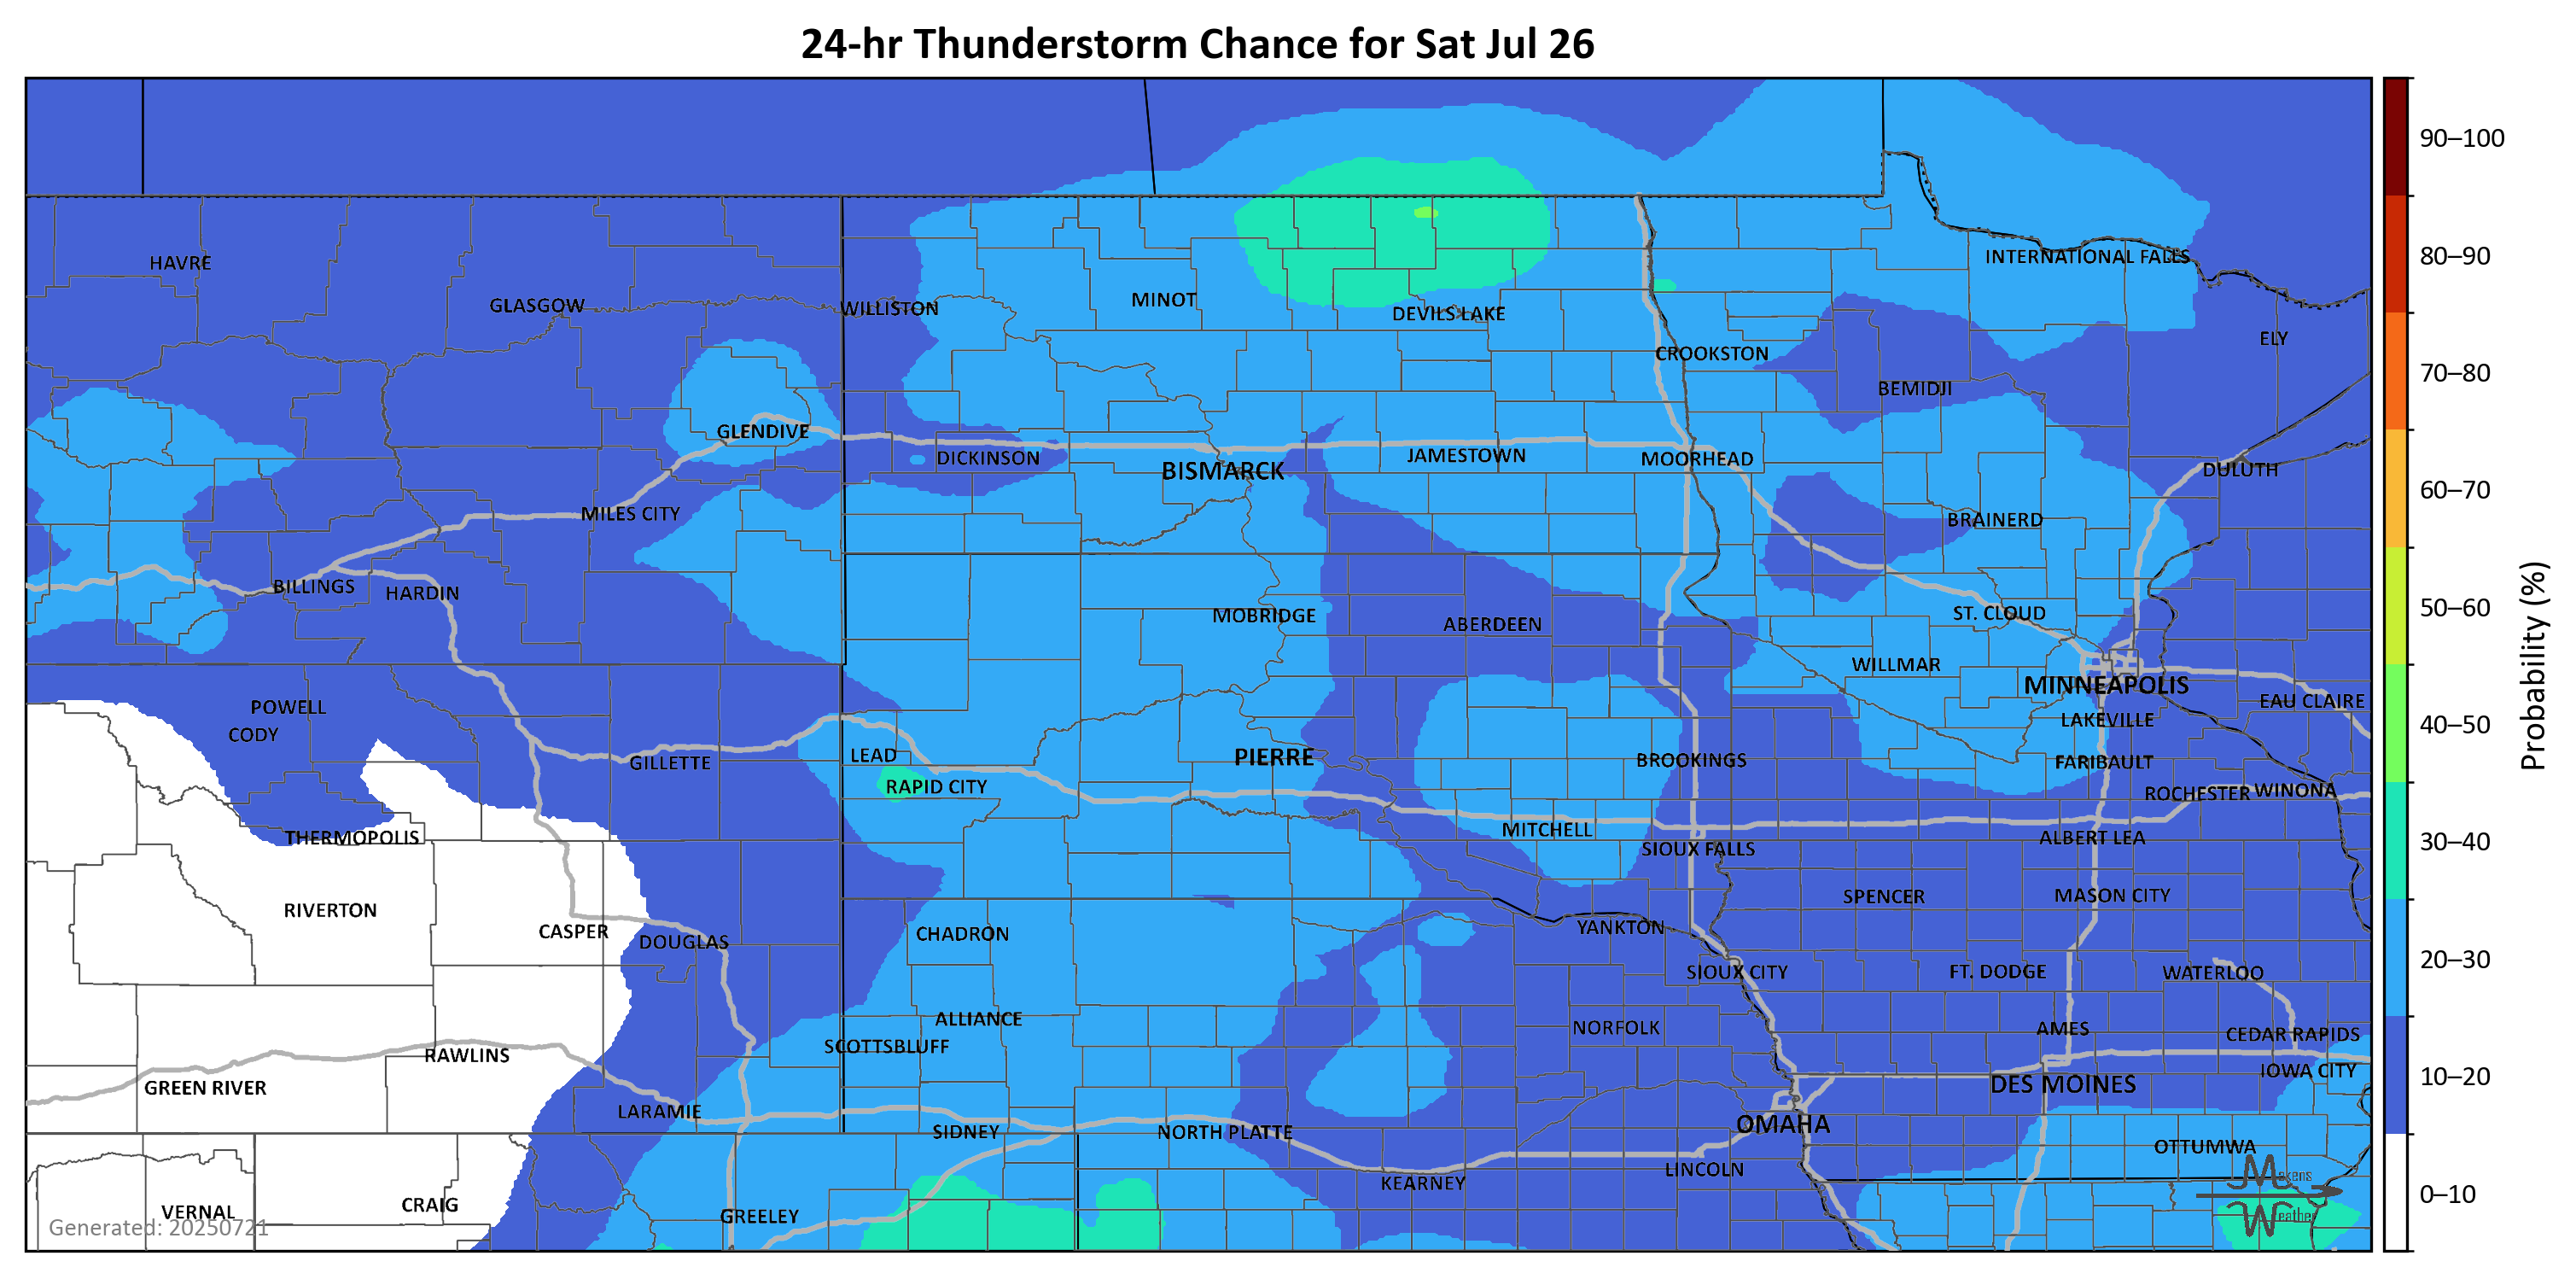 24-hr Thunderstorm Chance for Sat Jul 26
90–100
80–90
70–80
60–70
50–60
40–50
30–40
20–30
10–20
0–10
Probability (%)
HAVRE
GLASGOW
WILLISTON
MINOT
DEVILS LAKE
INTERNATIONAL FALLS
ELY
CROOKSTON
BEMIDJI
GLENDIVE
DICKINSON
BISMARCK
JAMESTOWN
MOORHEAD
DULUTH
MILES CITY
BRAINERD
BILLINGS
HARDIN
MOBRIDGE
ABERDEEN
ST. CLOUD
WILLMAR
MINNEAPOLIS
EAU CLAIRE
POWELL
CODY
LAKEVILLE
GILLETTE
LEAD
PIERRE
BROOKINGS
FARIBAULT
RAPID CITY
ROCHESTER
WINONA
THERMOPOLIS
MITCHELL
SIOUX FALLS
ALBERT LEA
RIVERTON
SPENCER
MASON CITY
CASPER
DOUGLAS
CHADRON
YANKTON
SIOUX CITY
FT. DODGE
WATERLOO
ALLIANCE
NORFOLK
AMES
CEDAR RAPIDS
SCOTTSBLUFF
RAWLINS
IOWA CITY
GREEN RIVER
DES MOINES
LARAMIE
OMAHA
SIDNEY
NORTH PLATTE
OTTUMWA
LINCOLN
KEARNEY
VERNAL
CRAIG
GREELEY
Generated: 20250721
Makens
Weather